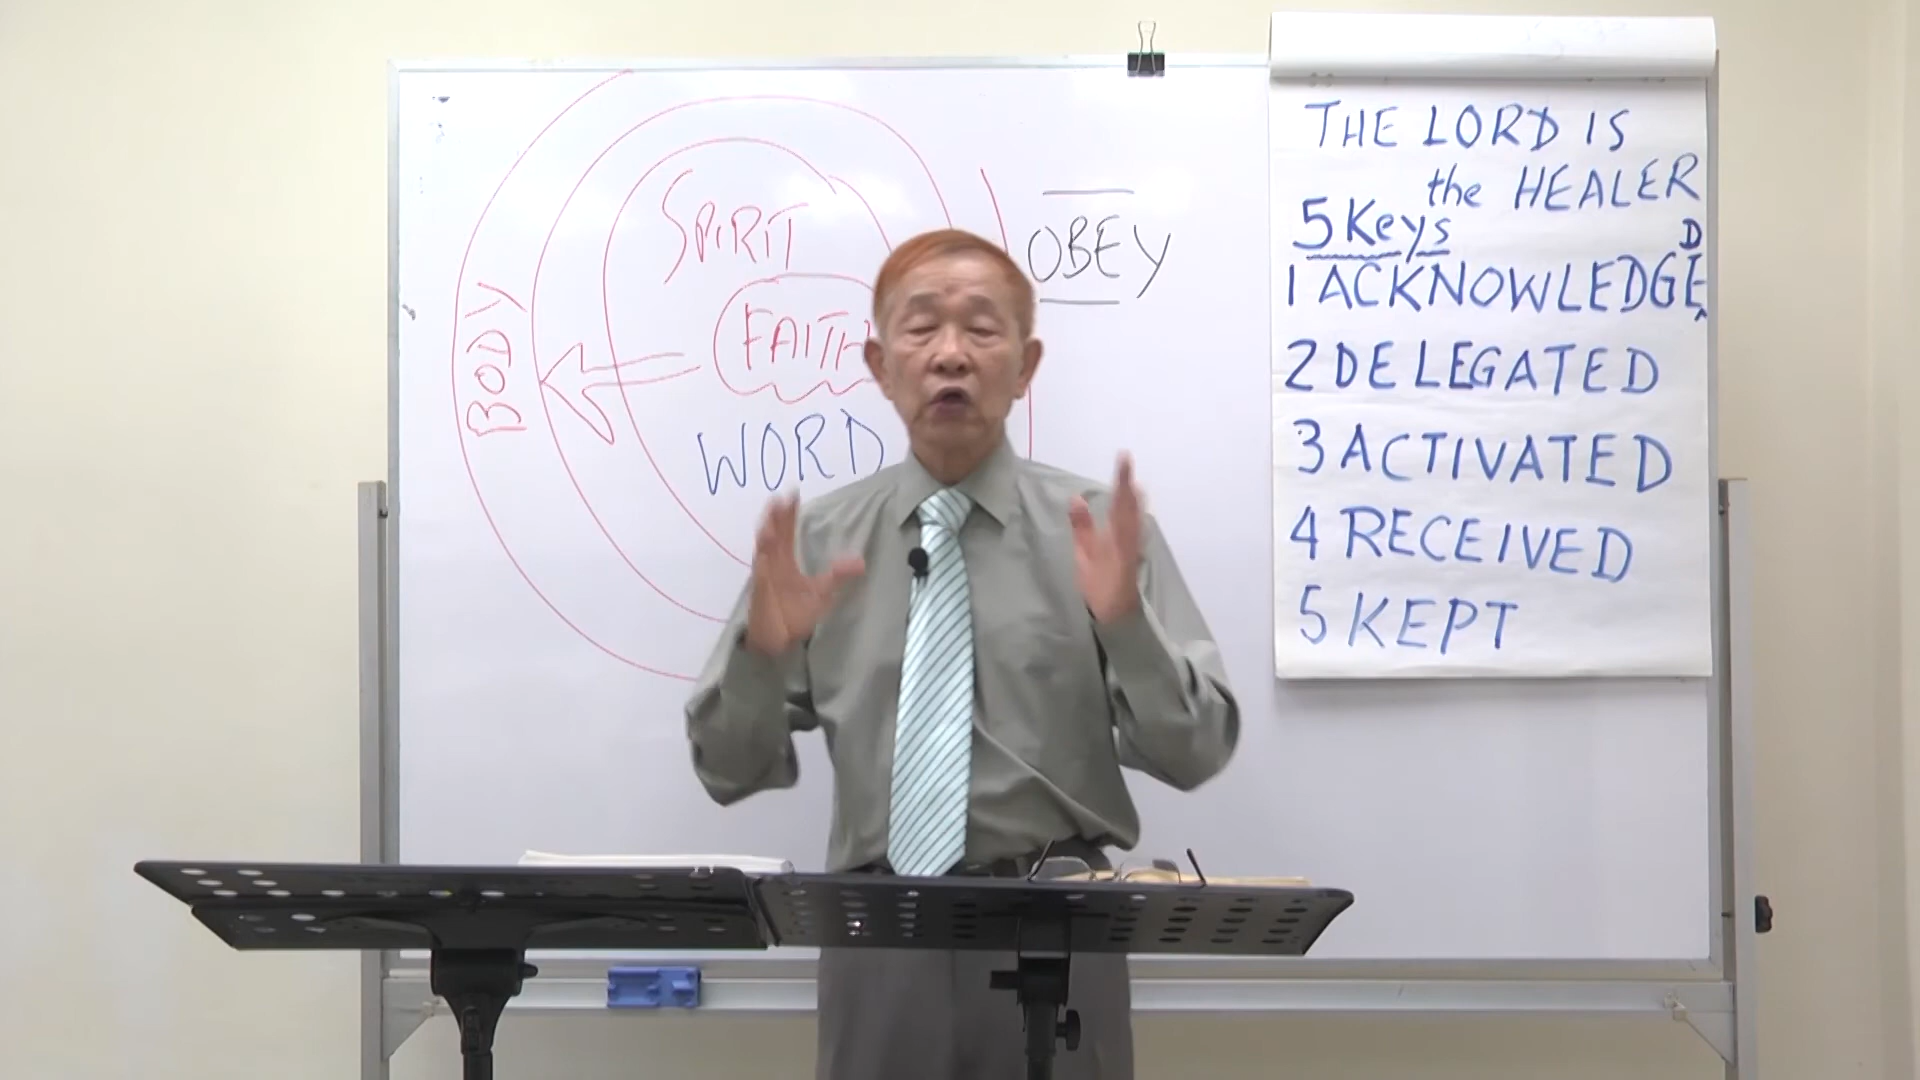 SPIRIT
FAITH
WORD
BODY
OBEY
THE LORD IS
the HEALER
5 Keys
1 ACKNOWLEDGED
2 DELEGATED
3 ACTIVATED
4 RECEIVED
5 KEPT